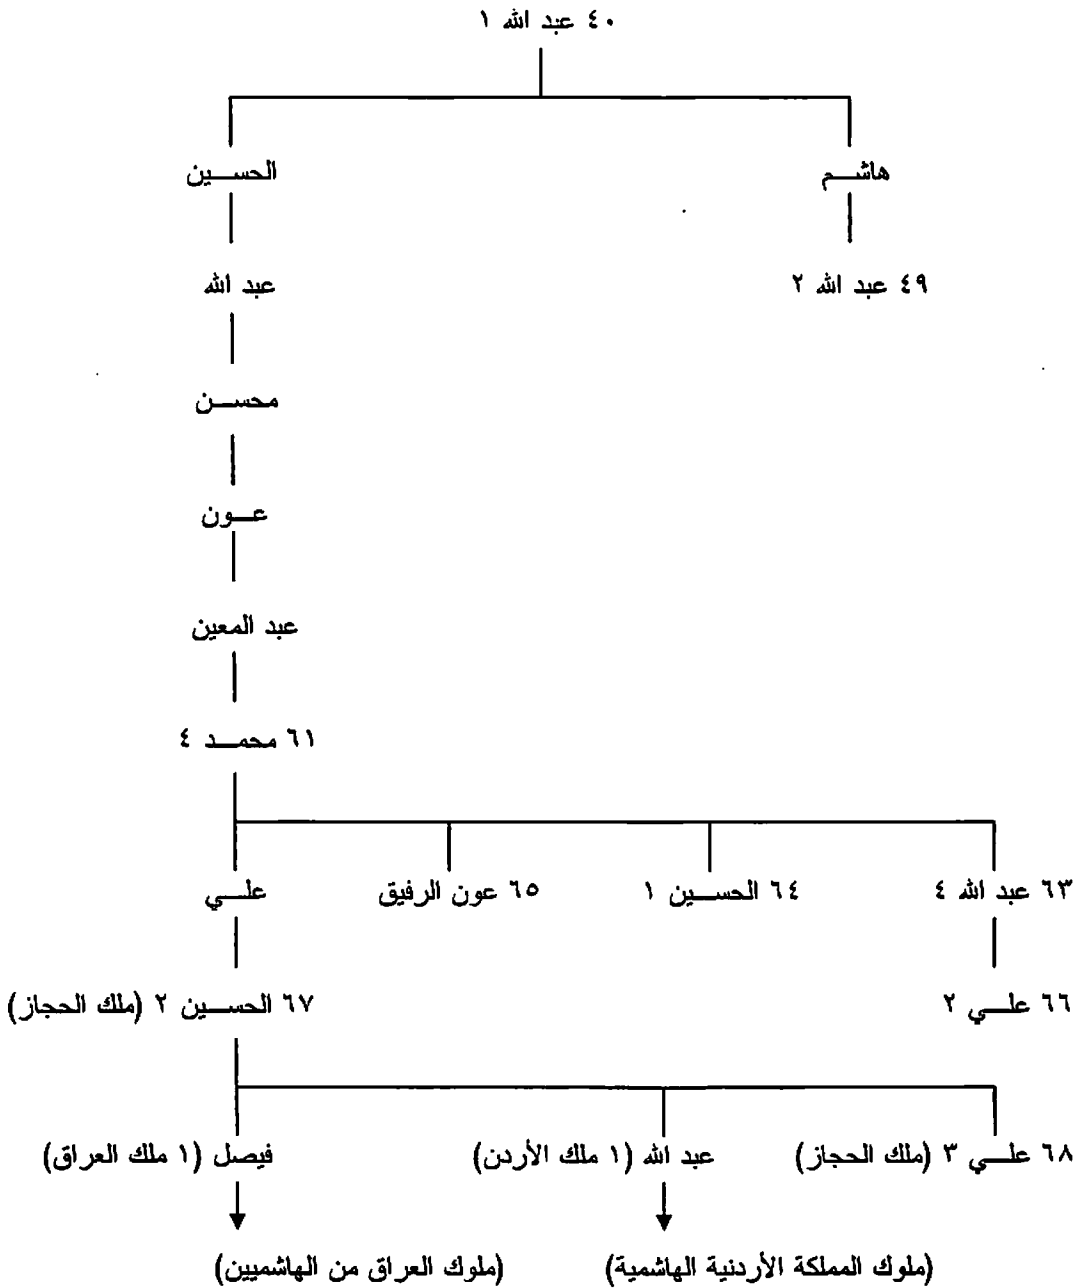 ٤٠ عبد الله ١
هاشم
الحسين
٤٩ عبد الله ٢
عبد الله
محسن
عون
عبد المعين
٦١ محمد ٤
٦٣ عبد الله ٤
٦٤ الحسين ١
٦٥ عون الرفيق
علي
٦٦ علي ٢
٦٧ الحسين ٢ (ملك الحجاز)
٦٨ علي ٣ (ملك الحجاز)
عبد الله (١ ملك الأردن)
فيصل (١ ملك العراق)
(ملوك المملكة الأردنية الهاشمية)
(ملوك العراق من الهاشميين)